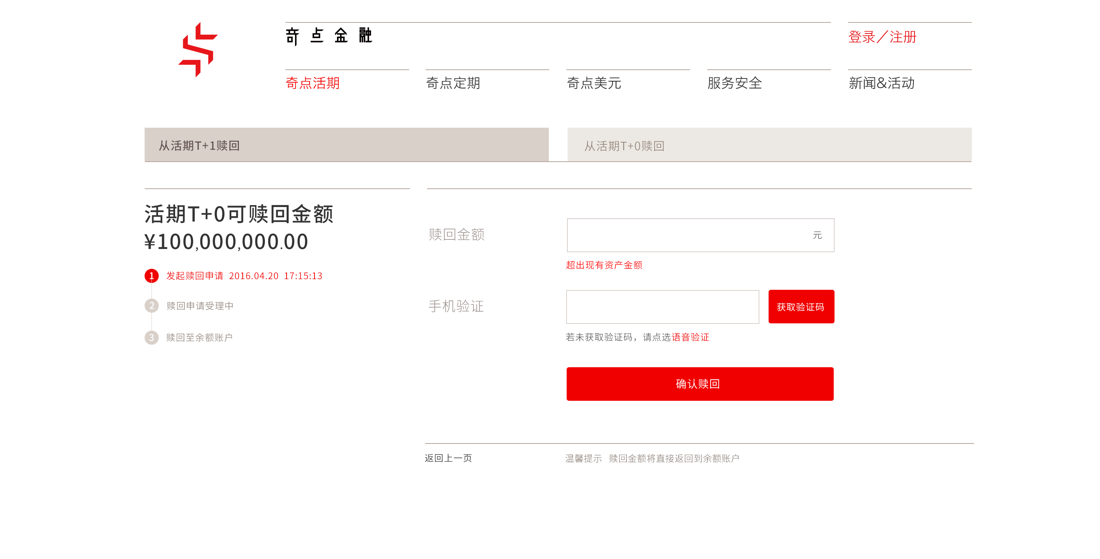 奇点金融
登录／注册
奇点活期
奇点定期
奇点美元
服务安全
新闻&活动
从活期T+1赎回
从活期T+0赎回
活期T+0可赎回金额
¥100,000,000.00
1 发起赎回申请 2016.04.20 17:15:13
2 赎回申请受理中
3 赎回至余额账户
赎回金额
元
超出现有资产金额
手机验证
获取验证码
若未获取验证码，请点选语音验证
确认赎回
返回上一页
温馨提示 赎回金额将直接返回到余额账户